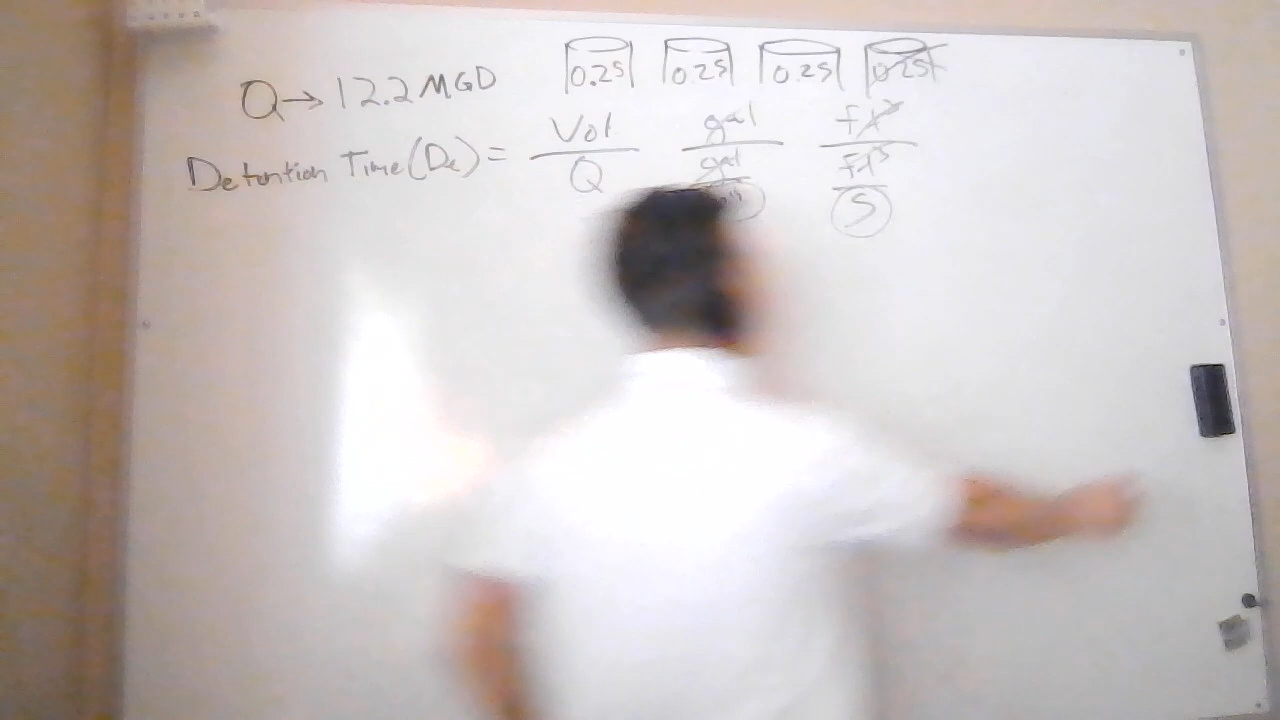 Q→ 12.2 MGD 0.25 0.25 0.25 0.25
Detention Time (Dt) = Vol gal ft³
Q gal ft³
S